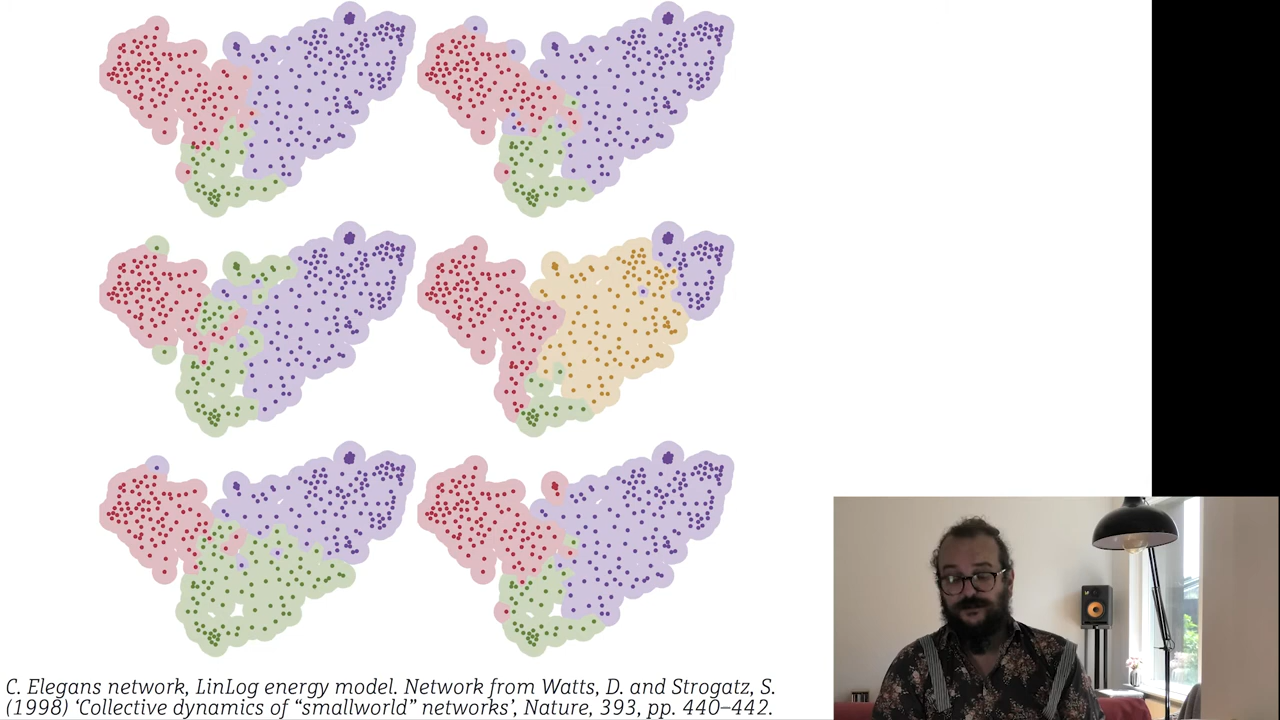 C. Elegans network, LinLog energy model. Network from Watts, D. and Strogatz, S.
(1998) ‘Collective dynamics of “smallworld” networks’, Nature, 393, pp. 440–442.